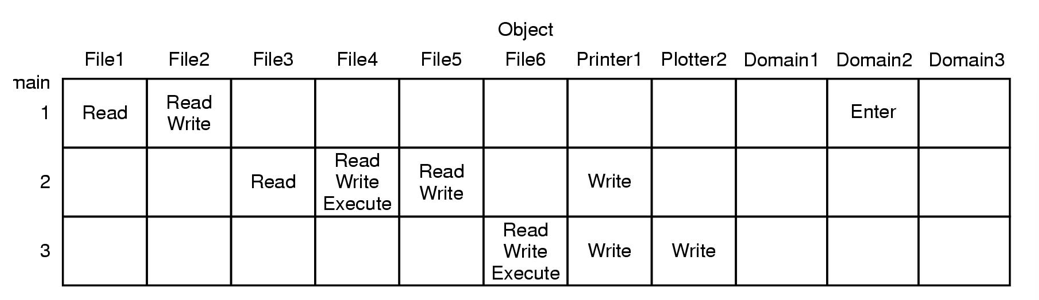 Object
File1 File2 File3 File4 File5 File6 Printer1 Plotter2 Domain1 Domain2 Domain3
main
1 Read Read Write Enter
2 Read Read Write Execute Read Write Write
3 Read Write Execute Write Write